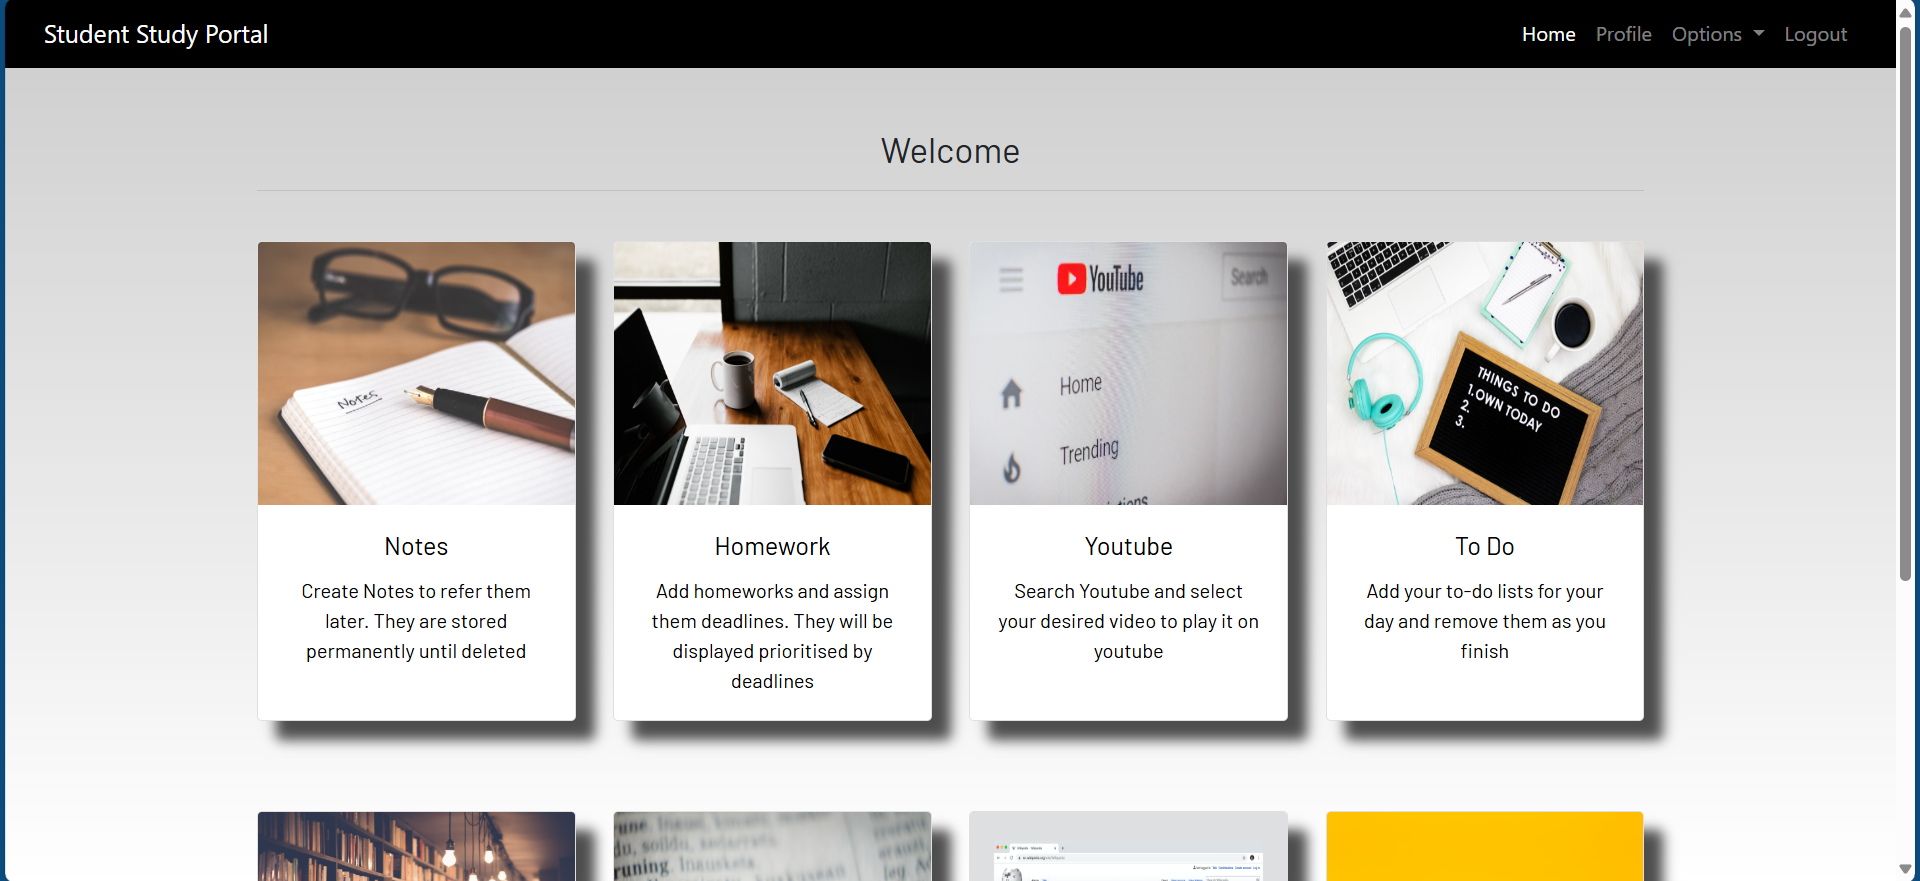 Student Study Portal
Home Profile Options Logout
Welcome
Notes
YouTube
Search
Home
Trending
THINGS TO DO
1.OWN TODAY
2.
3.
Notes
Create Notes to refer them
later. They are stored
permanently until deleted
Homework
Add homeworks and assign
them deadlines. They will be
displayed prioritised by
deadlines
Youtube
Search Youtube and select
your desired video to play it on
youtube
To Do
Add your to-do lists for your
day and remove them as you
finish